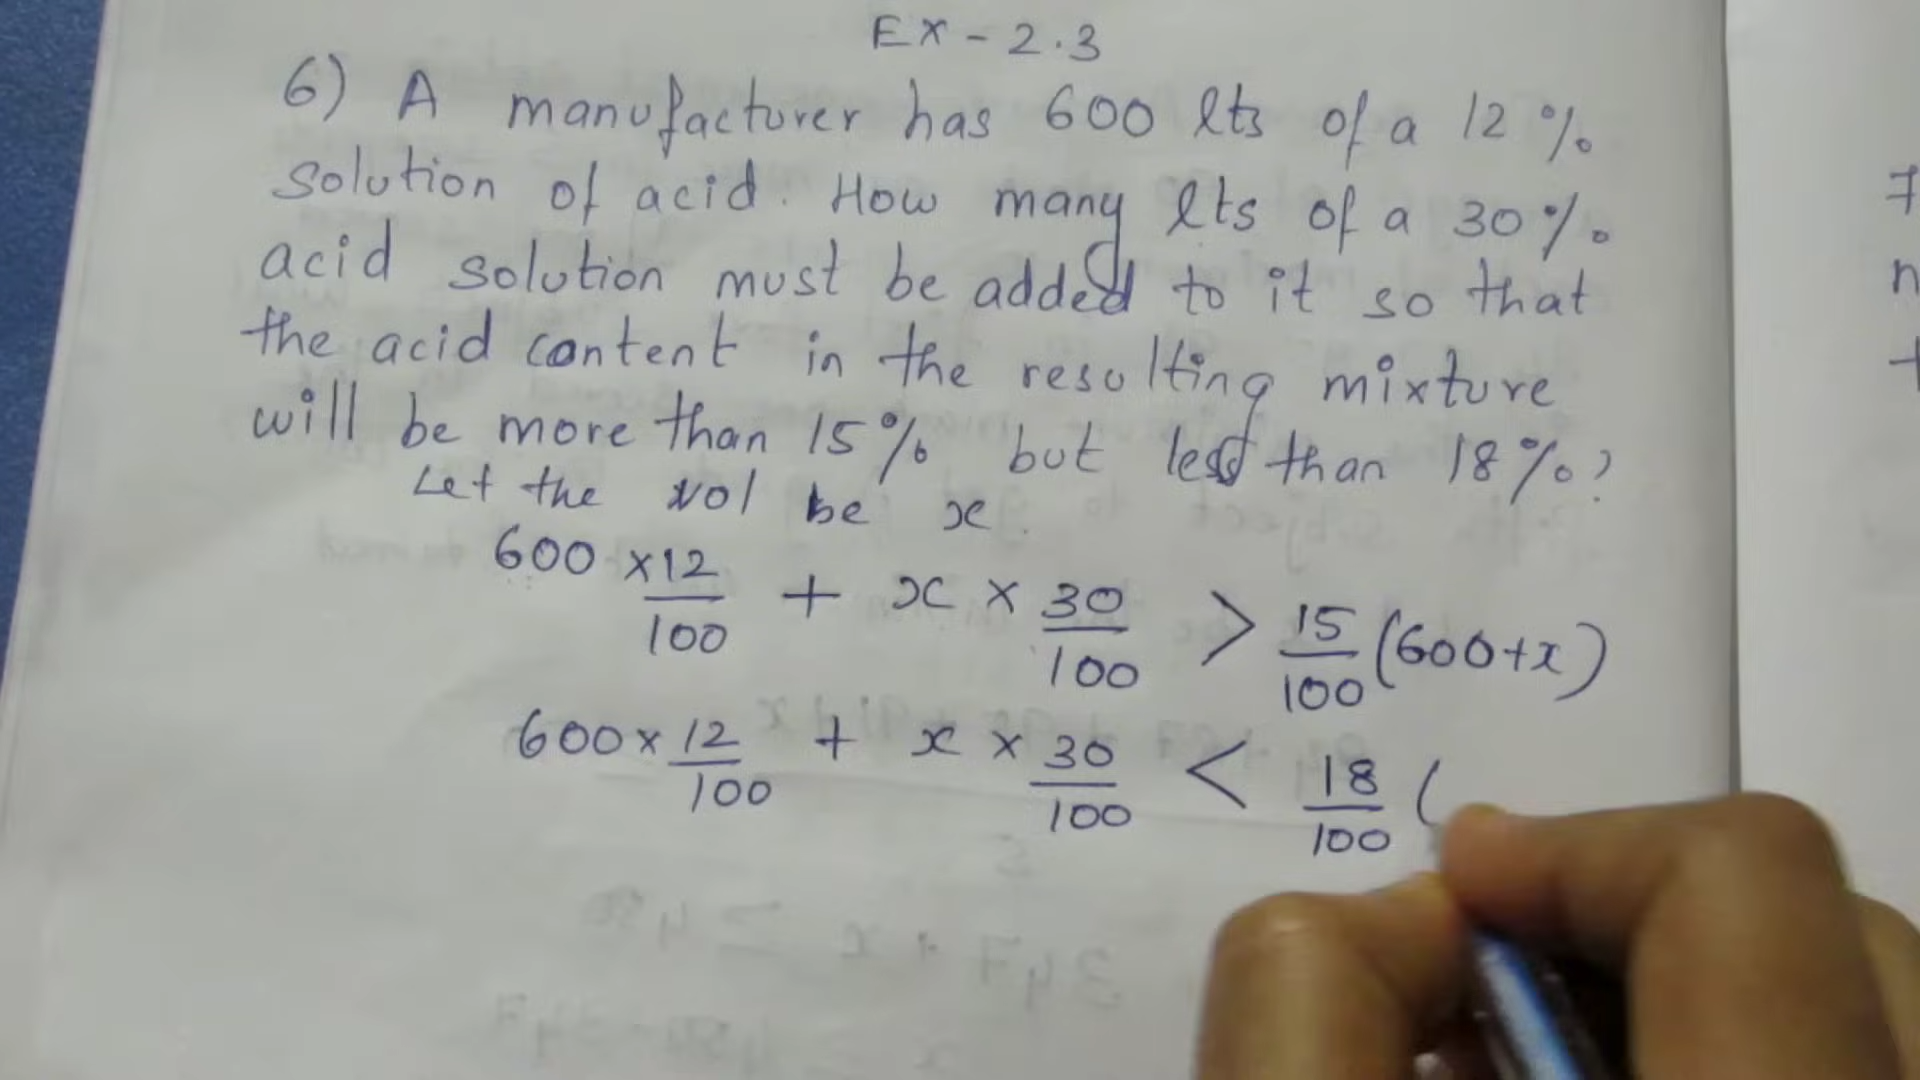 EX - 2.3
6) A manufacturer has 600 lts of a 12 %
solution of acid. How many lts of a 30%
acid solution must be added to it so that
the acid content in the resulting mixture
will be more than 15% but less than 18%?
Let the vol be x
600 × 12/100 + x × 30/100 > 15/100 (600+x)
600 × 12/100 + x × 30/100 < 18/100 (